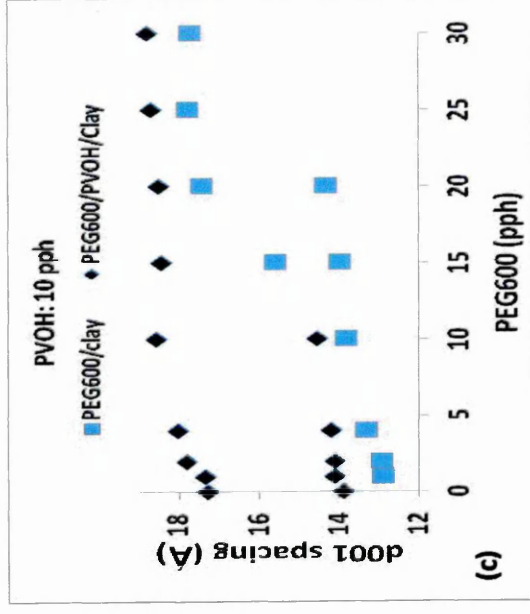 PVOH: 10 pph
PEG600/clay
PEG600/PVOH/Clay
d001 spacing (Å)
18
16
14
12
0
5
10
15
20
25
30
PEG600 (pph)
(c)